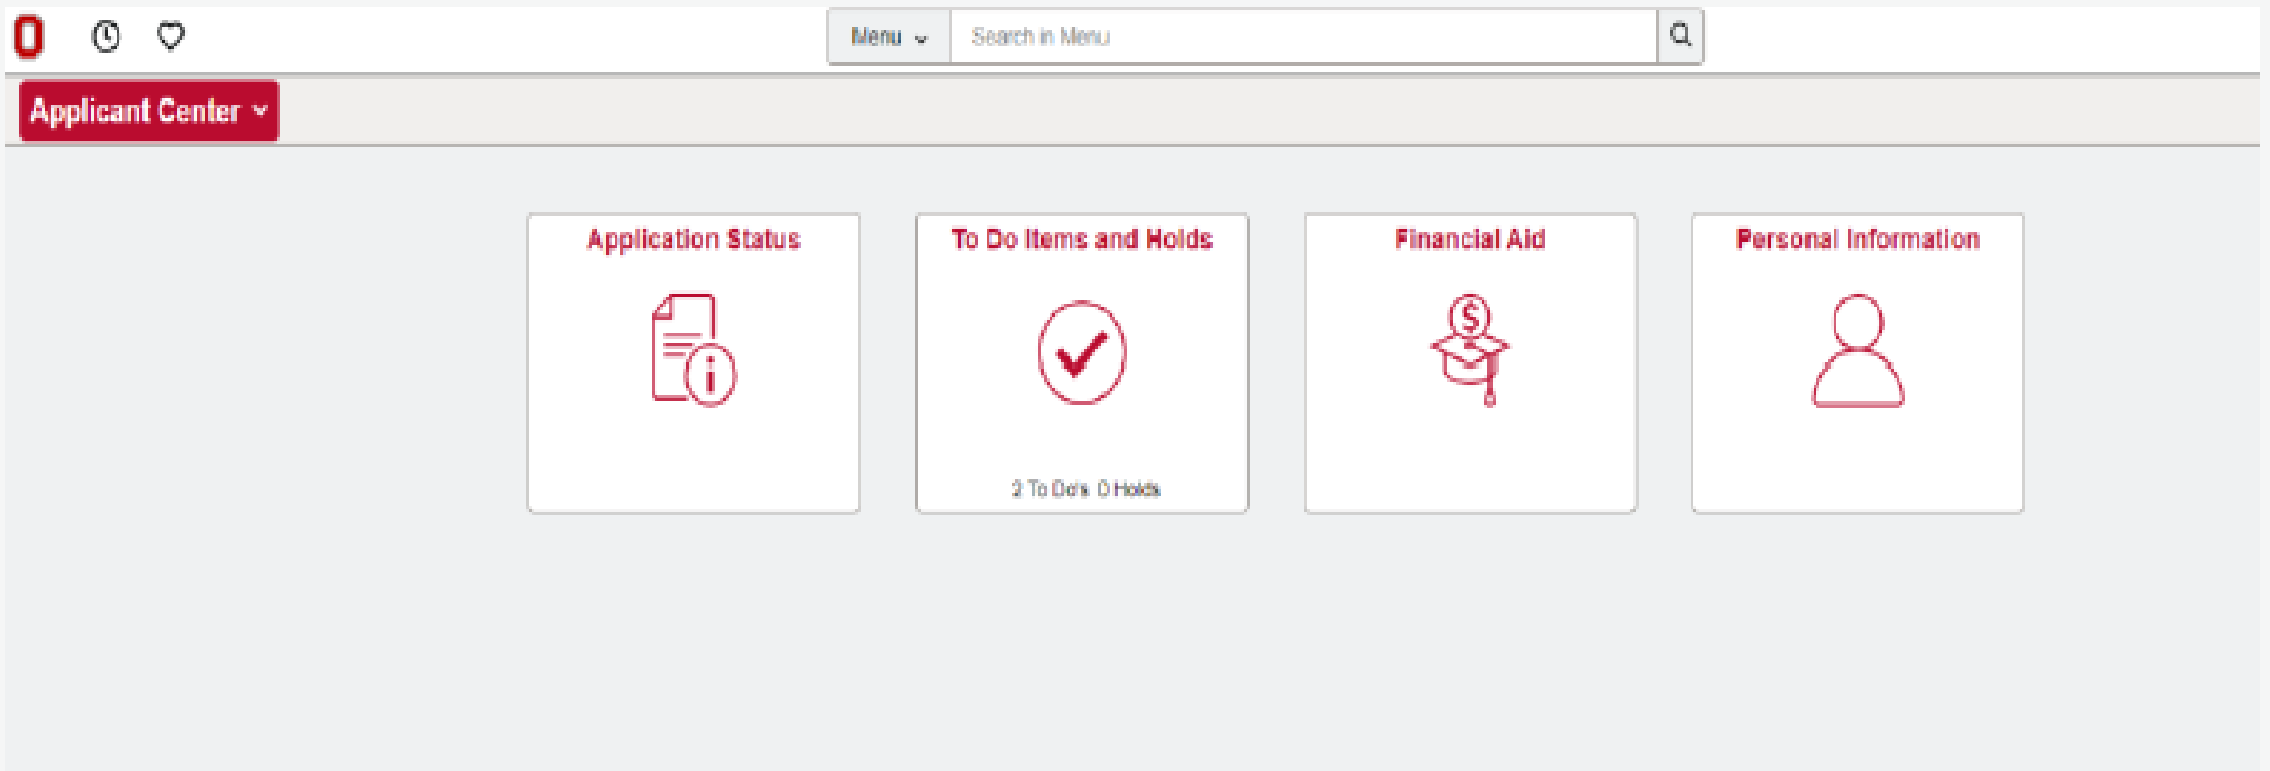 Menu
Search in Menu
Applicant Center
Application Status
To Do Items and Holds
Financial Aid
Personal Information
2 To Do's 0 Holds